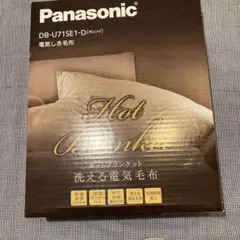 Panasonic
DB-U71SE1-D
電気しき毛布
Hot
Blanket
ホットブランケット
洗える電気毛布